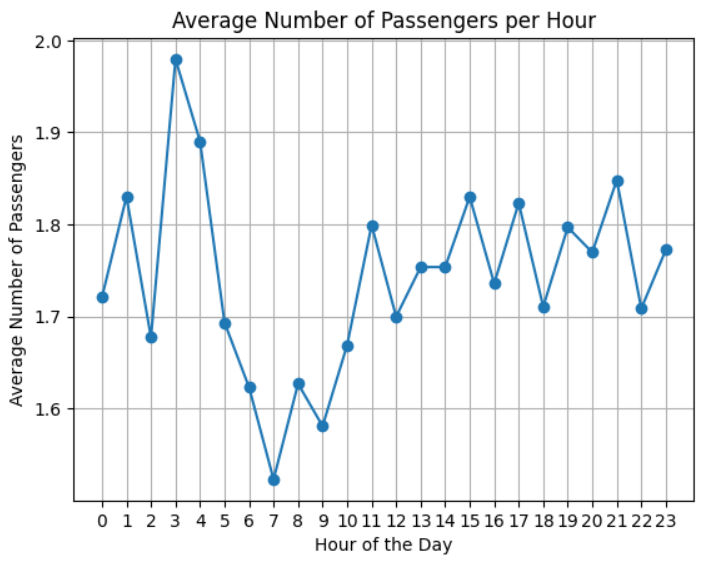 Average Number of Passengers per Hour
2.0
1.9
1.8
1.7
1.6
Average Number of Passengers
0 1 2 3 4 5 6 7 8 9 10 11 12 13 14 15 16 17 18 19 20 21 22 23
Hour of the Day